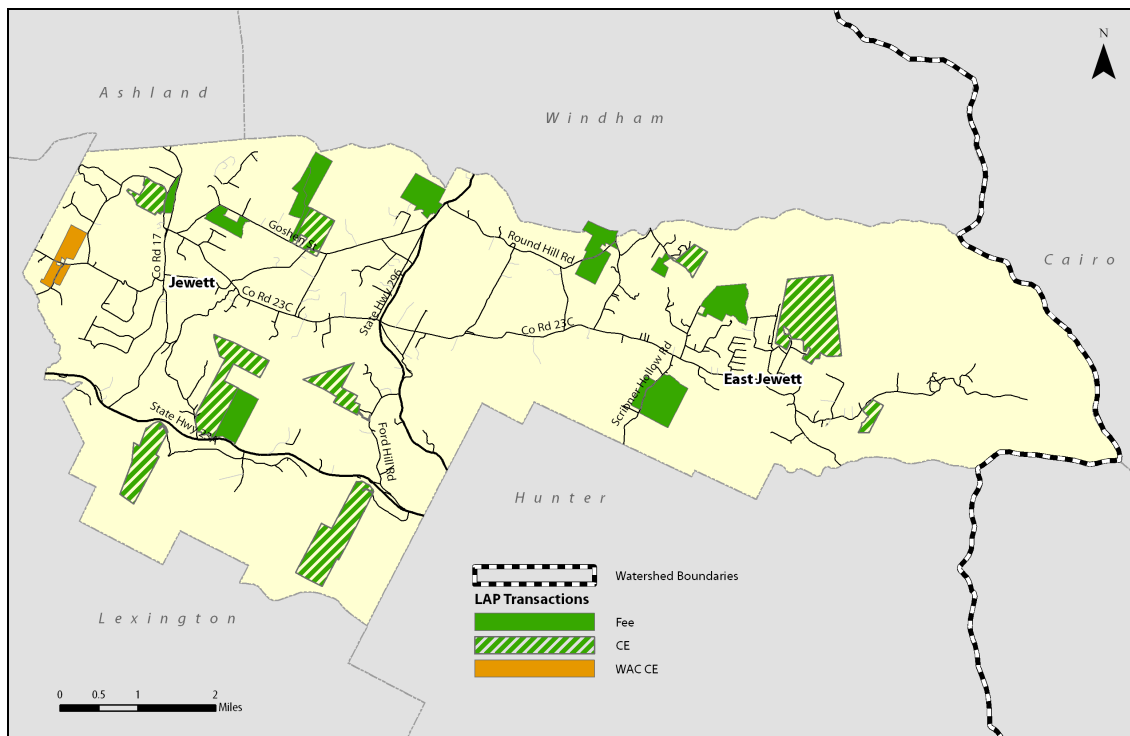 N
Ashland
Windham
Cairo
Goshen St
Round Hill Rd
Co Rd 17
Jewett
State Hwy 296
Co Rd 23C
Co Rd 23C
Scribner Hollow Rd
East Jewett
State Hwy 23A
Ford Hill Rd
Hunter
Lexington
Watershed Boundaries
LAP Transactions
Fee
CE
WAC CE
0 0.5 1 2
Miles